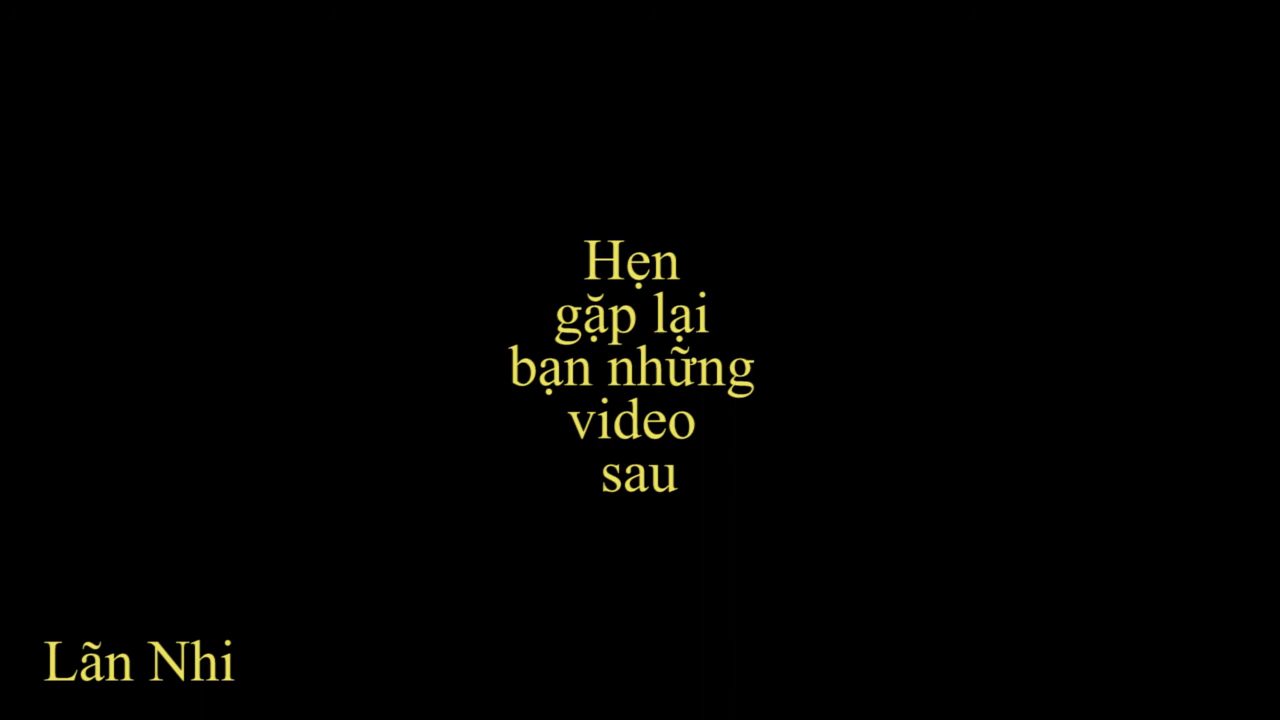 Hẹn
gặp lại
bạn những
video
sau
Lãn Nhi